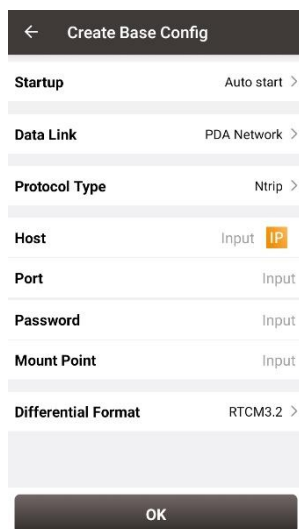 ← Create Base Config
Startup Auto start >
Data Link PDA Network >
Protocol Type Ntrip >
Host Input IP
Port Input
Password Input
Mount Point Input
Differential Format RTCM3.2 >
OK